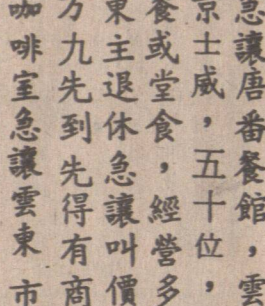 急讓唐番餐館，雲
京士威，五十位，
餐或堂食，經營多
東主退休急讓叫價
九先到先得有商
咖啡室急讓雲東市